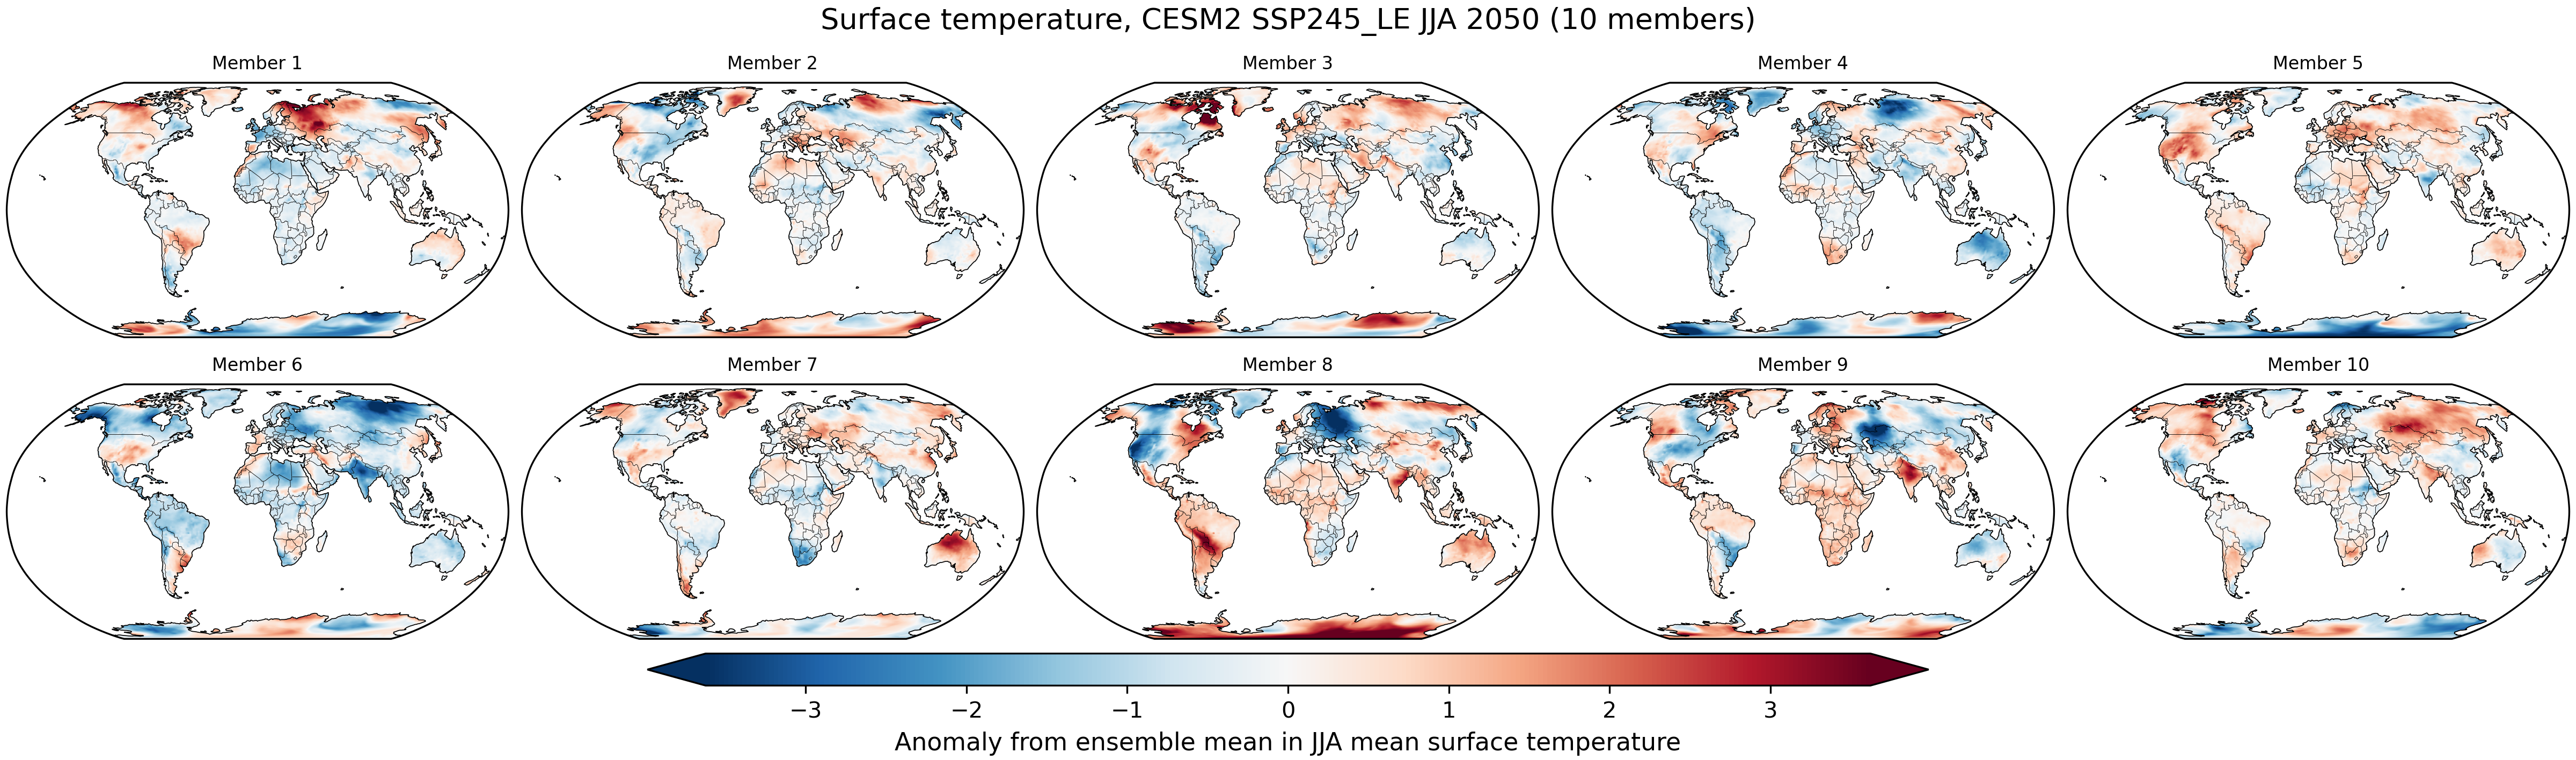 Surface temperature, CESM2 SSP245_LE JJA 2050 (10 members)
Member 1
Member 2
Member 3
Member 4
Member 5
Member 6
Member 7
Member 8
Member 9
Member 10
−3 −2 −1 0 1 2 3
Anomaly from ensemble mean in JJA mean surface temperature